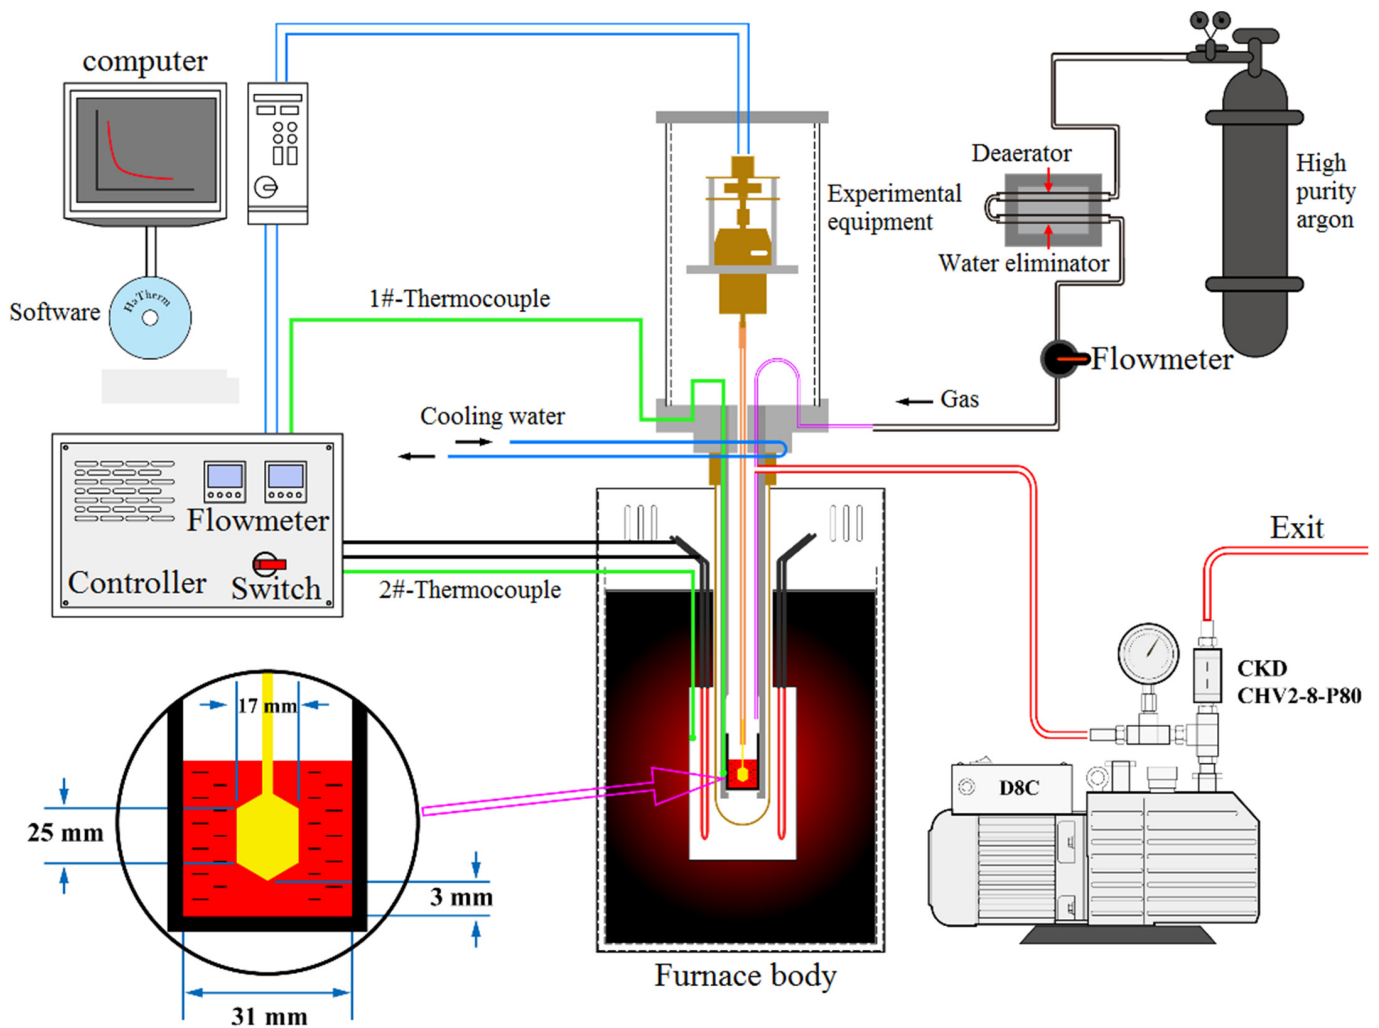 computer
Software
H2Therm
1#-Thermocouple
Cooling water
Experimental
equipment
Deaerator
Water eliminator
High
purity
argon
Flowmeter
Gas
Flowmeter
Controller
Switch
2#-Thermocouple
Exit
CKD
CHV2-8-P80
D8C
17 mm
25 mm
3 mm
31 mm
Furnace body